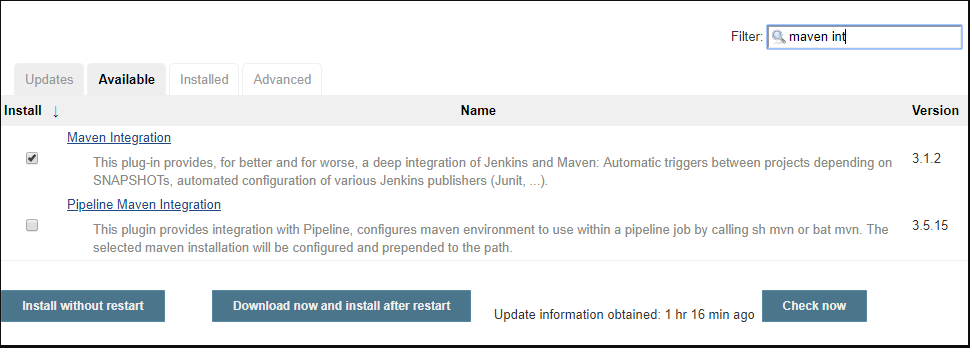 Filter: maven int
Updates Available Installed Advanced
Install ↓ Name Version
Maven Integration
This plug-in provides, for better and for worse, a deep integration of Jenkins and Maven: Automatic triggers between projects depending on
SNAPSHOTs, automated configuration of various Jenkins publishers (Junit, ...).
3.1.2
Pipeline Maven Integration
This plugin provides integration with Pipeline, configures maven environment to use within a pipeline job by calling sh mvn or bat mvn. The
selected maven installation will be configured and prepended to the path.
3.5.15
Install without restart Download now and install after restart Update information obtained: 1 hr 16 min ago Check now